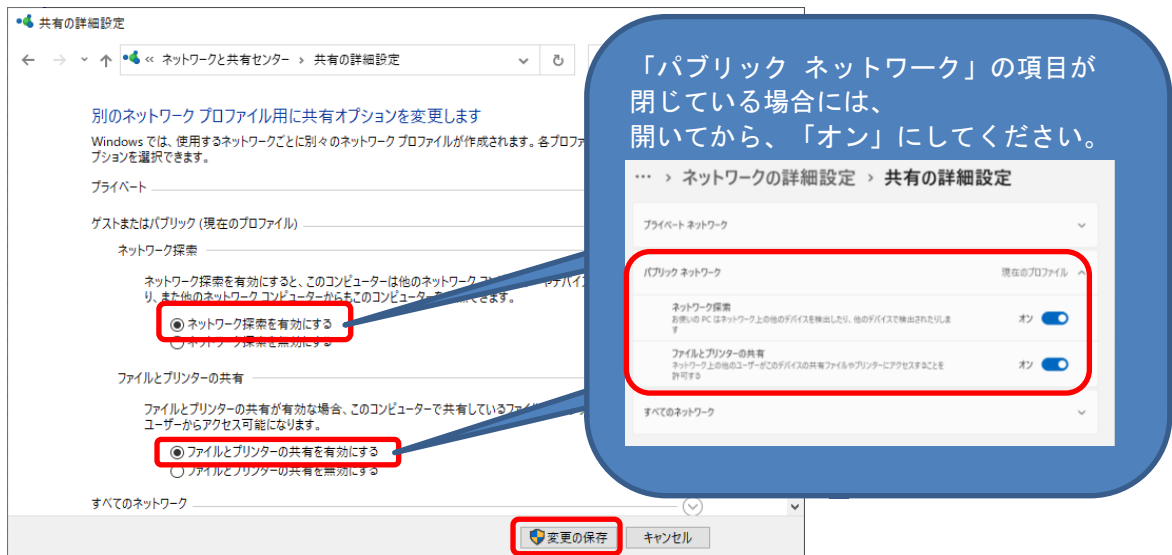 共有の詳細設定
« ネットワークと共有センター › 共有の詳細設定
別のネットワーク プロファイル用に共有オプションを変更します
Windows では、使用するネットワークごとに別々のネットワーク プロファイルが作成されます。各プロファ
プションを選択できます。
プライベート
ゲストまたはパブリック (現在のプロファイル)
ネットワーク探索
ネットワーク探索を有効にすると、このコンピューターは他のネットワーク
り、また他のネットワーク コンピューターからもこのコンピューターを
できます。
ネットワーク探索を有効にする
ネットワーク探索を無効にする
ファイルとプリンターの共有
ファイルとプリンターの共有が有効な場合、このコンピューターで共有しているファイ
ユーザーからアクセス可能になります。
ファイルとプリンターの共有を有効にする
ファイルとプリンターの共有を無効にする
すべてのネットワーク
変更の保存
キャンセル
「パブリック ネットワーク」の項目が
閉じている場合には、
開いてから、「オン」にしてください。
… › ネットワークの詳細設定 › 共有の詳細設定
プライベート ネットワーク
パブリック ネットワーク
現在のプロファイル
ネットワーク探索
お使いの PC はネットワーク上の他のデバイスを検出したり、他のデバイスで検出されたりしま
す
オン
ファイルとプリンターの共有
ネットワーク上の他のユーザーがこのデバイスの共有ファイルやプリンターにアクセスすることを
許可する
オン
すべてのネットワーク